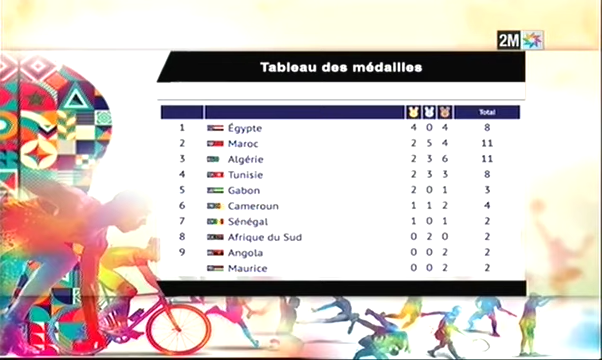 2M
Tableau des médailles
Total
1 Égypte 4 0 4 8
2 Maroc 2 5 4 11
3 Algérie 2 3 6 11
4 Tunisie 2 3 3 8
5 Gabon 2 0 1 3
6 Cameroun 1 1 2 4
7 Sénégal 1 0 1 2
8 Afrique du Sud 0 2 0 2
9 Angola 0 0 2 2
Maurice 0 0 2 2